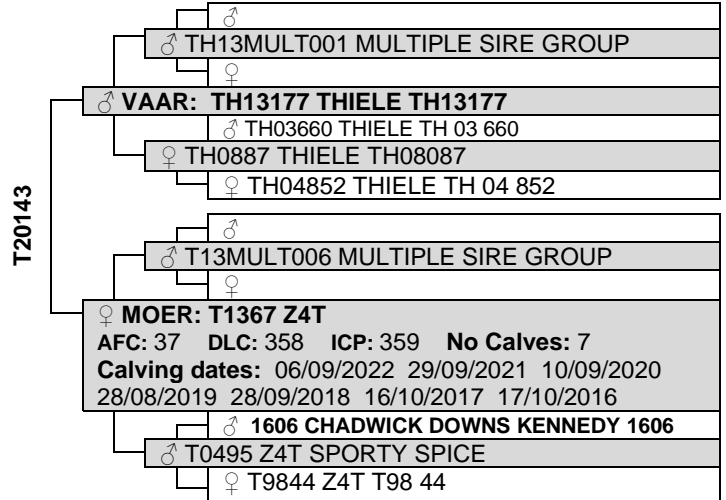 ♂
♂ TH13MULT001 MULTIPLE SIRE GROUP
♀
♂ VAAR: TH13177 THIELE TH13177
♂ TH03660 THIELE TH 03 660
♀ TH0887 THIELE TH08087
♀ TH04852 THIELE TH 04 852
T20143
♂
♂ T13MULT006 MULTIPLE SIRE GROUP
♀
♀ MOER: T1367 Z4T
AFC: 37 DLC: 358 ICP: 359 No Calves: 7
Calving dates: 06/09/2022 29/09/2021 10/09/2020
28/08/2019 28/09/2018 16/10/2017 17/10/2016
♂ 1606 CHADWICK DOWNS KENNEDY 1606
♂ T0495 Z4T SPORTY SPICE
♀ T9844 Z4T T98 44